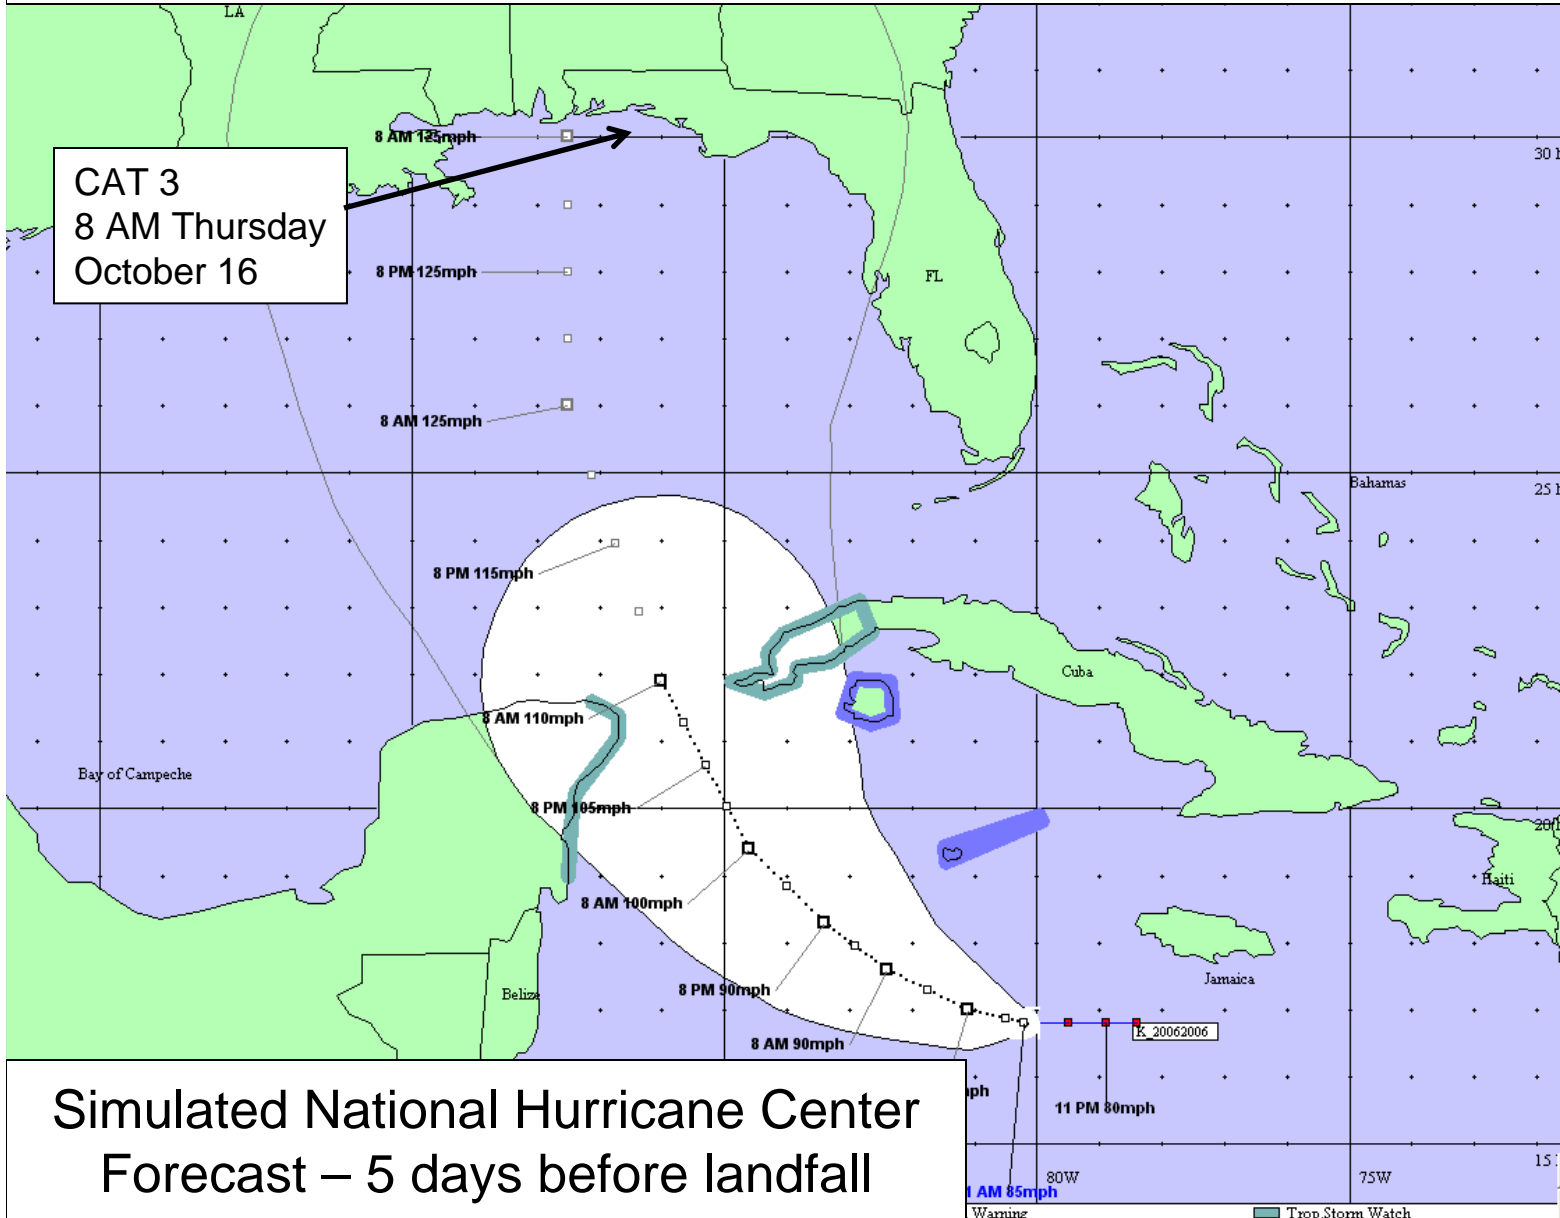 LA
8 AM 125mph
30
CAT 3
8 AM Thursday
October 16
8 PM 125mph
FL
8 AM 125mph
Bahamas
25
8 PM 115mph
Cuba
8 AM 110mph
Bay of Campeche
8 PM 105mph
20
Haiti
8 AM 100mph
Jamaica
8 PM 90mph
Belize
K_20062006
8 AM 90mph
11 PM 80mph
Simulated National Hurricane Center
Forecast – 5 days before landfall
15
80W
75W
1 AM 85mph
Warning
Trop.Storm Watch